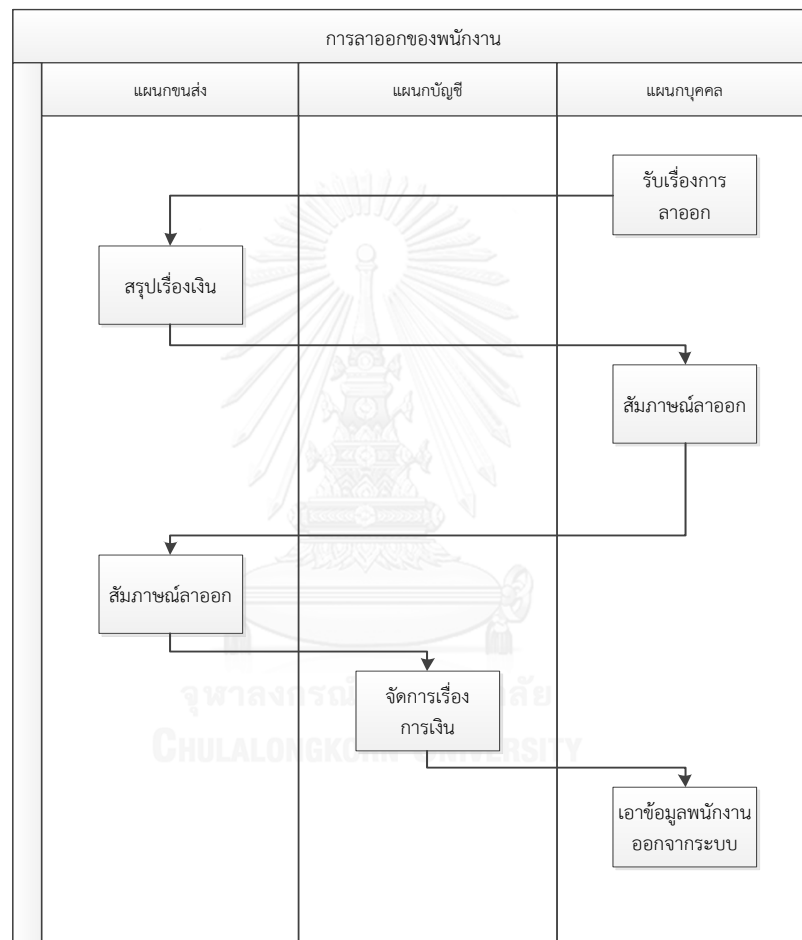 การลาออกของพนักงาน
แผนกขนส่ง
แผนกบัญชี
แผนกบุคคล
รับเรื่องการ
ลาออก
สรุปเรื่องเงิน
สัมภาษณ์ลาออก
สัมภาษณ์ลาออก
จัดการเรื่อง
การเงิน
เอาข้อมูลพนักงาน
ออกจากระบบ